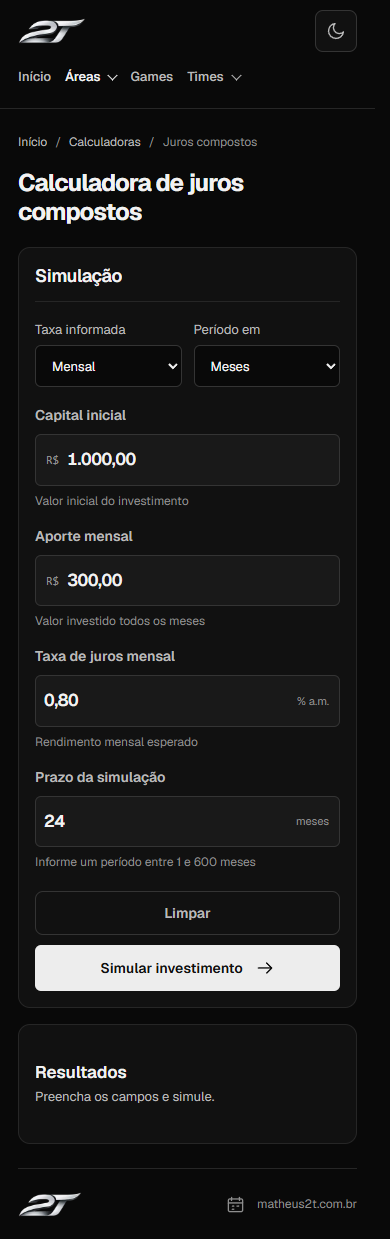 2T
Início Áreas Games Times
Início / Calculadoras / Juros compostos
Calculadora de juros
compostos
Simulação
Taxa informada Período em
Mensal Meses
Capital inicial
R$ 1.000,00
Valor inicial do investimento
Aporte mensal
R$ 300,00
Valor investido todos os meses
Taxa de juros mensal
0,80 % a.m.
Rendimento mensal esperado
Prazo da simulação
24 meses
Informe um período entre 1 e 600 meses
Limpar
Simular investimento
Resultados
Preencha os campos e simule.
2T matheus2t.com.br